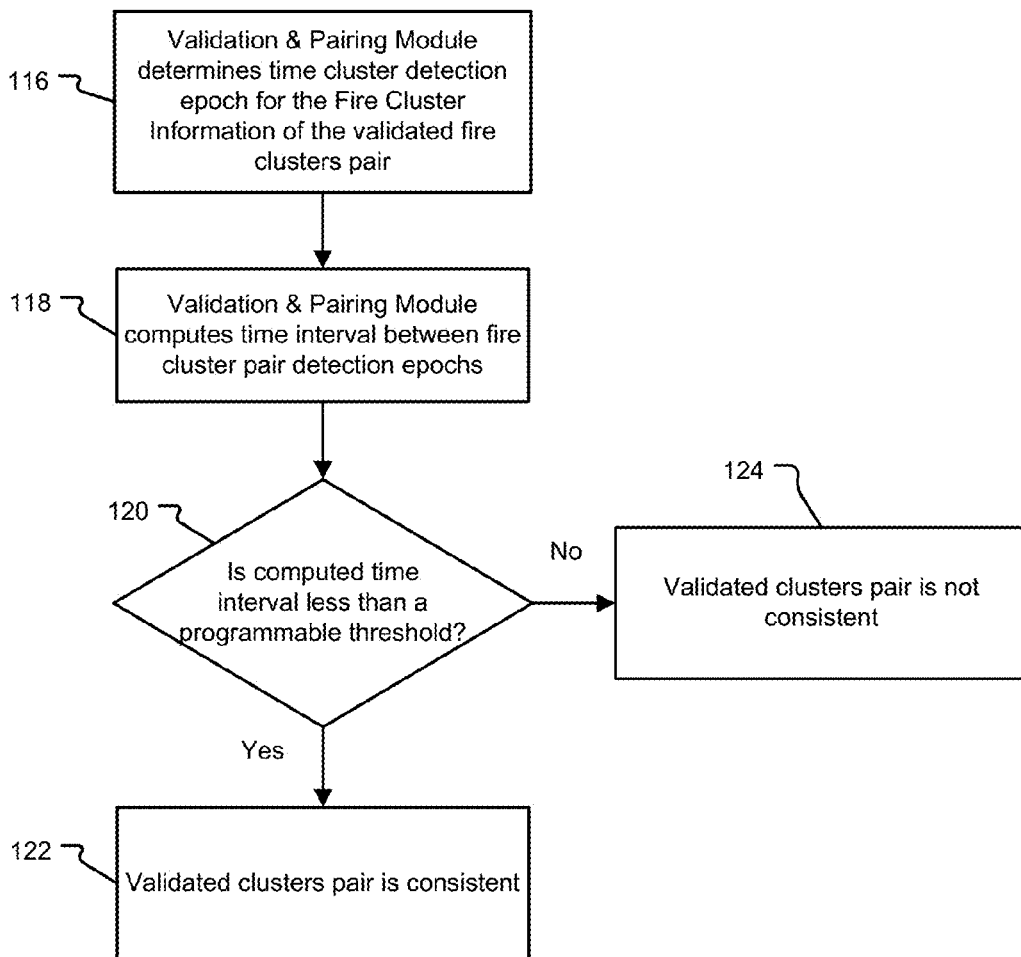 116
Validation & Pairing Module
determines time cluster detection
epoch for the Fire Cluster
Information of the validated fire
clusters pair
118
Validation & Pairing Module
computes time interval between fire
cluster pair detection epochs
120
Is computed time
interval less than a
programmable threshold?
No
124
Validated clusters pair is not
consistent
Yes
122
Validated clusters pair is consistent